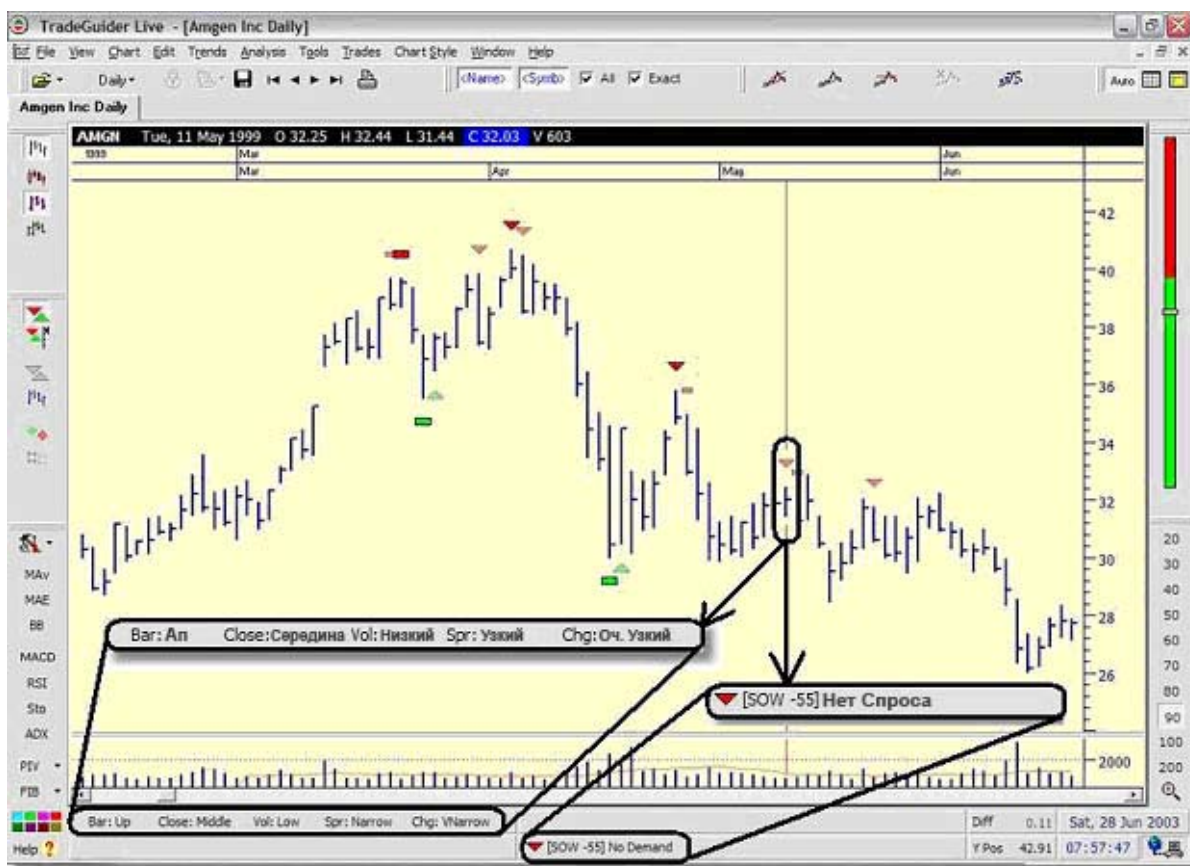 TradeGuider Live - [Amgen Inc Daily]
File View Chart Edit Trends Analysis Tools Trades Chart Style Window Help
Daily <Name> <Symb> All Exact Auto
Amgen Inc Daily
AMGN Tue, 11 May 1999 O 32.25 H 32.44 L 31.44 C 32.03 V 603
1999 Mar Jun
Mar Apr May Jun
42
40
38
36
34
32
30
28
26
2000
20
30
40
50
60
70
80
90
100
200
MAv
MAE
BB
MACD
RSI
Sto
ADX
PIV
FIB
Bar: Ап Close: Середина Vol: Низкий Spr: Узкий Chg: Оч. Узкий
[SOW -55] Нет Спроса
Bar: Up Close: Middle Vol: Low Spr: Narrow Chg: VNarrow
Diff 0.11 Sat, 28 Jun 2003
Help ? [SOW -55] No Demand Y Pos 42.91 07:57:47